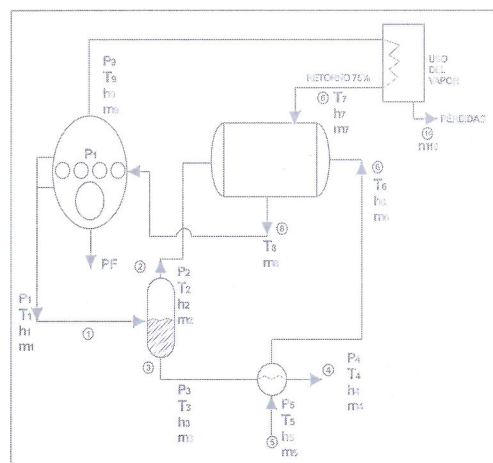 P9
T9
h9
m9
USO
DEL
VAPOR
RETORNO 75%
⑥ T7
h7
m7
PÉRDIDAS
⑩
m10
P1
⑥
T6
h6
m6
⑧
T8
m8
PF
②
P2
T2
h2
m2
P1
T1
h1
m1
①
③
P3
T3
h3
m3
④
P4
T4
h4
m4
P5
T5
h5
m5
⑤